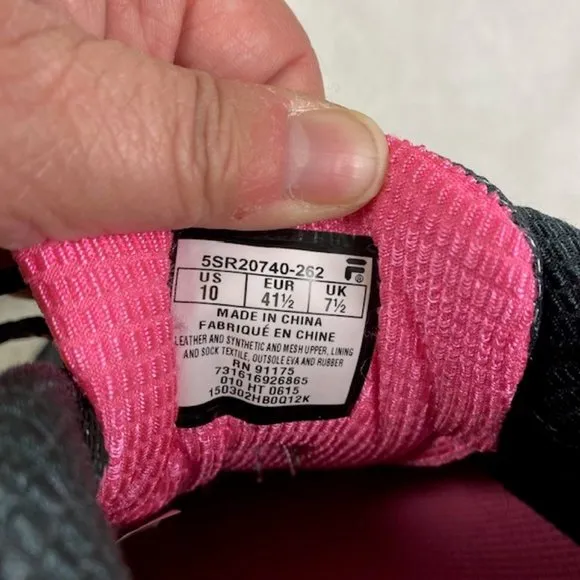 5SR20740-262
US EUR UK
10 41½ 7½
MADE IN CHINA
FABRIQUÉ EN CHINE
LEATHER AND SYNTHETIC AND MESH UPPER, LINING
AND SOCK TEXTILE, OUTSOLE EVA AND RUBBER
RN 91175
731616926865
010 HT 0615
150302HB0Q12K